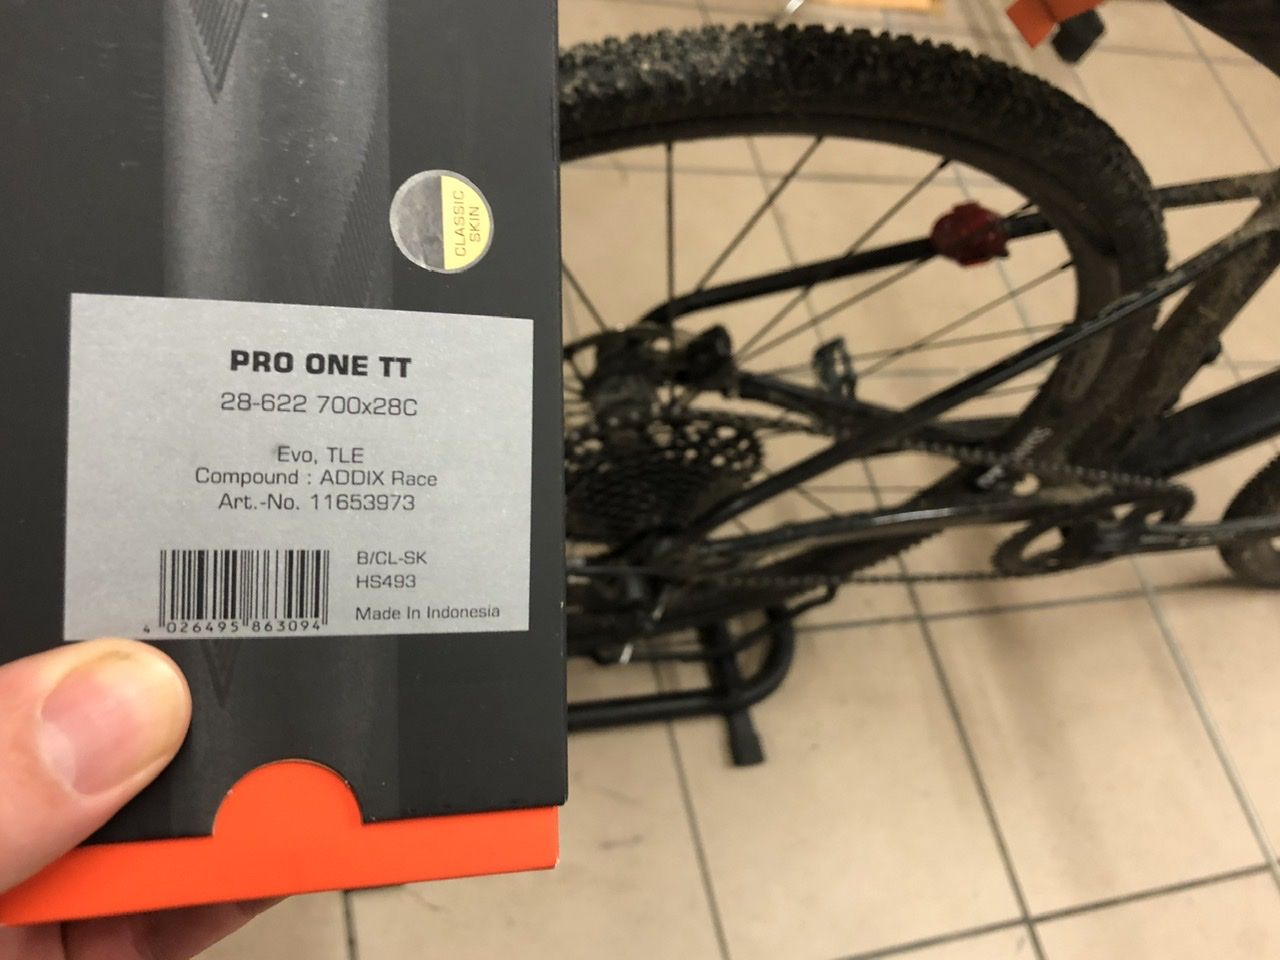 CLASSIC
SKIN
PRO ONE TT
28-622 700x28C
Evo, TLE
Compound : ADDIX Race
Art.-No. 11653973
B/CL-SK
HS493
Made In Indonesia
4 026495 863094